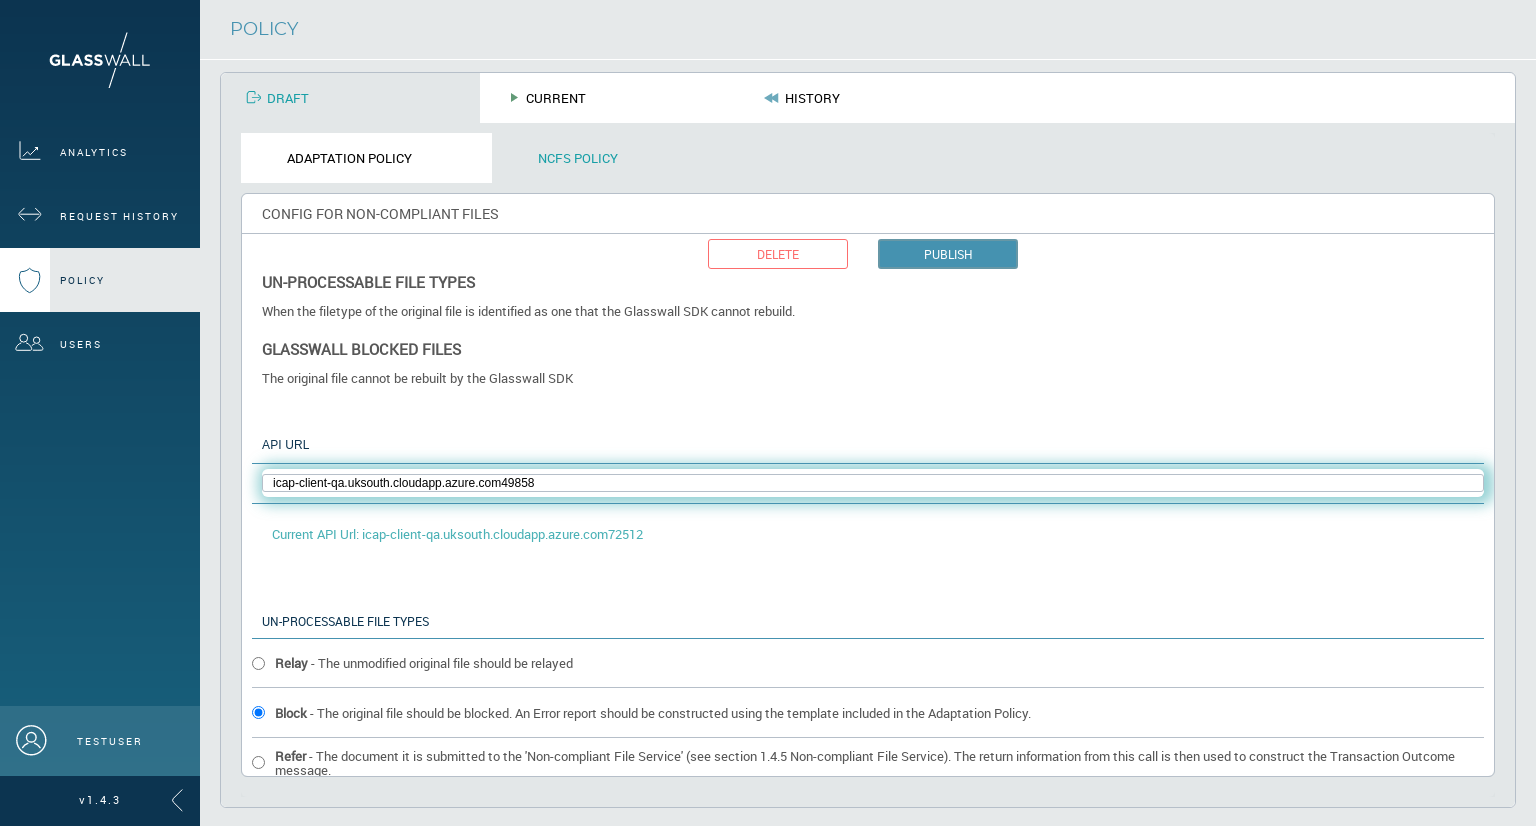 POLICY
GLASSWALL
ANALYTICS
REQUEST HISTORY
POLICY
USERS
TESTUSER
v1.4.3
DRAFT
CURRENT
HISTORY
ADAPTATION POLICY
NCFS POLICY
CONFIG FOR NON-COMPLIANT FILES
DELETE
PUBLISH
UN-PROCESSABLE FILE TYPES
When the filetype of the original file is identified as one that the Glasswall SDK cannot rebuild.
GLASSWALL BLOCKED FILES
The original file cannot be rebuilt by the Glasswall SDK
API URL
icap-client-qa.uksouth.cloudapp.azure.com49858
Current API Url: icap-client-qa.uksouth.cloudapp.azure.com72512
UN-PROCESSABLE FILE TYPES
Relay - The unmodified original file should be relayed
Block - The original file should be blocked. An Error report should be constructed using the template included in the Adaptation Policy.
Refer - The document it is submitted to the 'Non-compliant File Service' (see section 1.4.5 Non-compliant File Service). The return information from this call is then used to construct the Transaction Outcome
message.